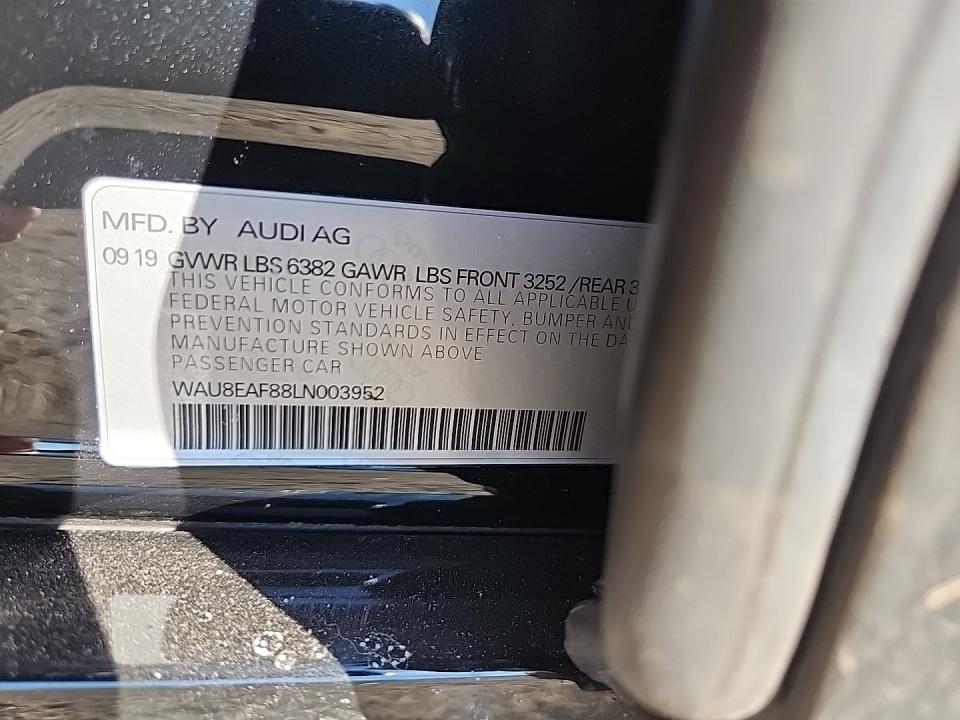 MFD. BY AUDI AG
09 19 GVWR LBS 6382 GAWR LBS FRONT 3252 /REAR 3
THIS VEHICLE CONFORMS TO ALL APPLICABLE U
FEDERAL MOTOR VEHICLE SAFETY, BUMPER AND
PREVENTION STANDARDS IN EFFECT ON THE DA
MANUFACTURE SHOWN ABOVE
PASSENGER CAR
WAU8EAF88LN003952